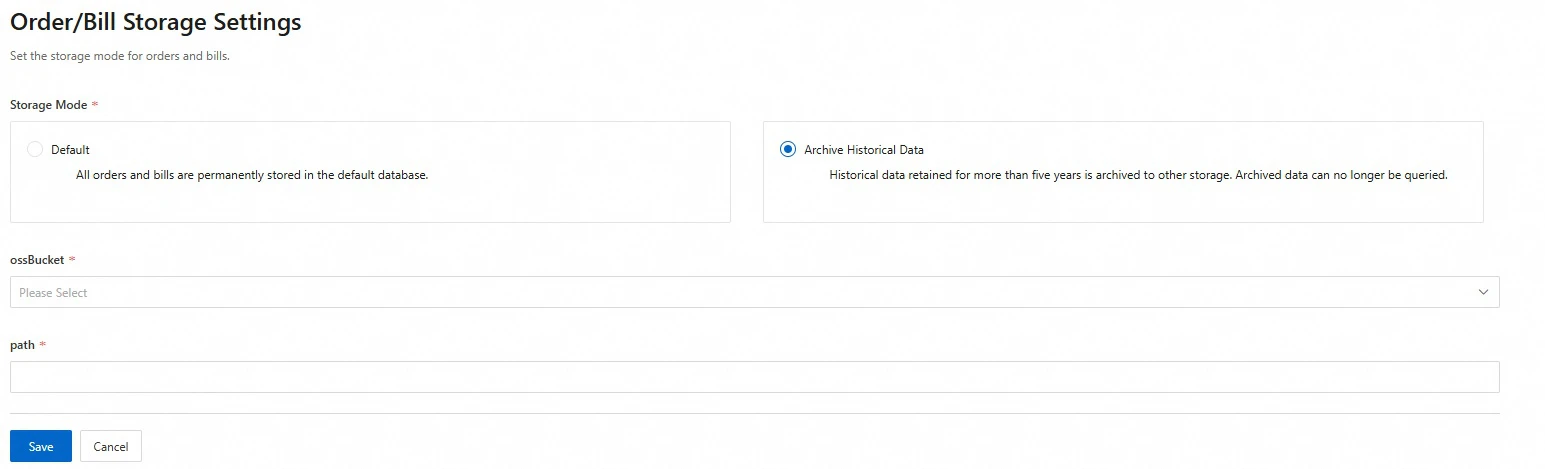 Order/Bill Storage Settings
Set the storage mode for orders and bills.
Storage Mode *
Default
All orders and bills are permanently stored in the default database.
Archive Historical Data
Historical data retained for more than five years is archived to other storage. Archived data can no longer be queried.
ossBucket *
Please Select
path *
Save
Cancel